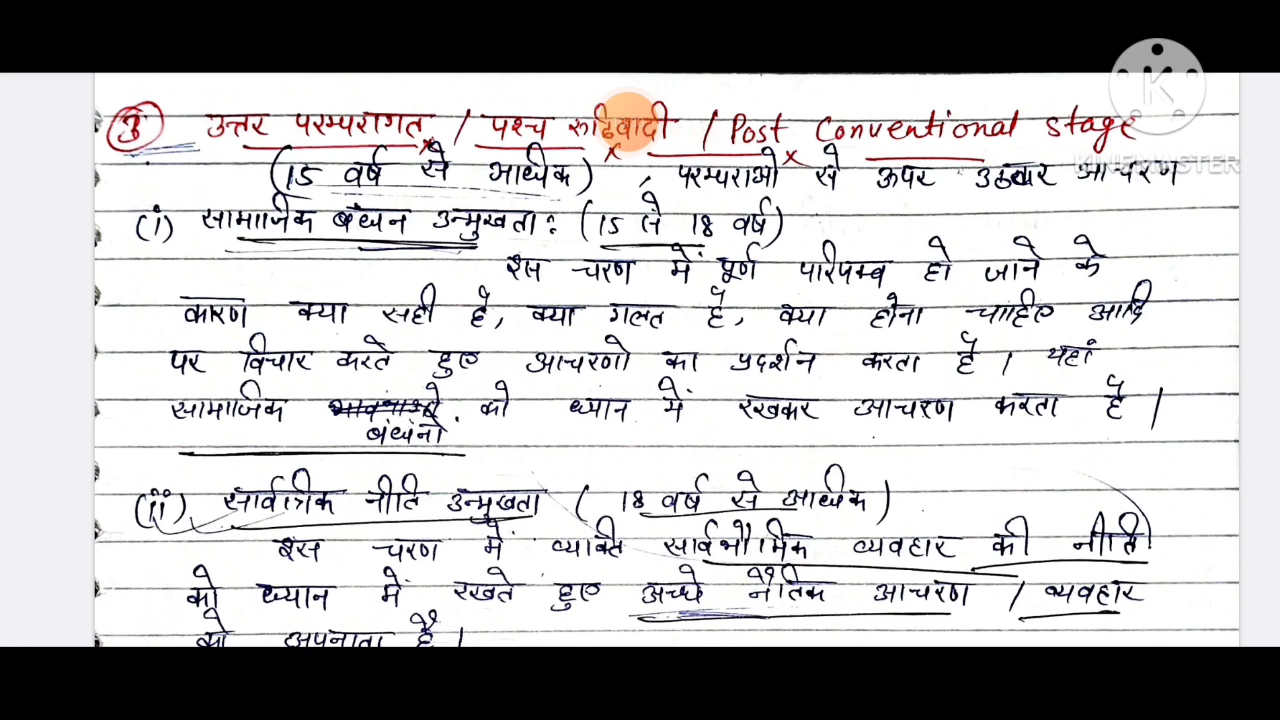 K
KINEMASTER
③ उत्तर परम्परागत / पश्च रूढिवादी / Post Conventional Stage
(15 वर्ष से अधिक), परम्पराओ से ऊपर उठकर आचरण
(i) सामाजिक बंधन उन्मुखता: (15 से 18 वर्ष)
इस चरण में पूर्ण परिपक्व हो जाने के
कारण क्या सही है, क्या गलत है, क्या होना चाहिए आदि
पर विचार करते हुए आचरणो का प्रदर्शन करता है। यहां
सामाजिक को ध्यान में रखकर आचरण करता है।
बंधनो
(ii) सार्वत्रिक नीति उन्मुखता (18 वर्ष से अधिक)
इस चरण में व्यक्ति सार्वभौमिक व्यवहार की नीति
को ध्यान में रखते हुए अच्छे नैतिक आचरण / व्यवहार
को अपनाता है।